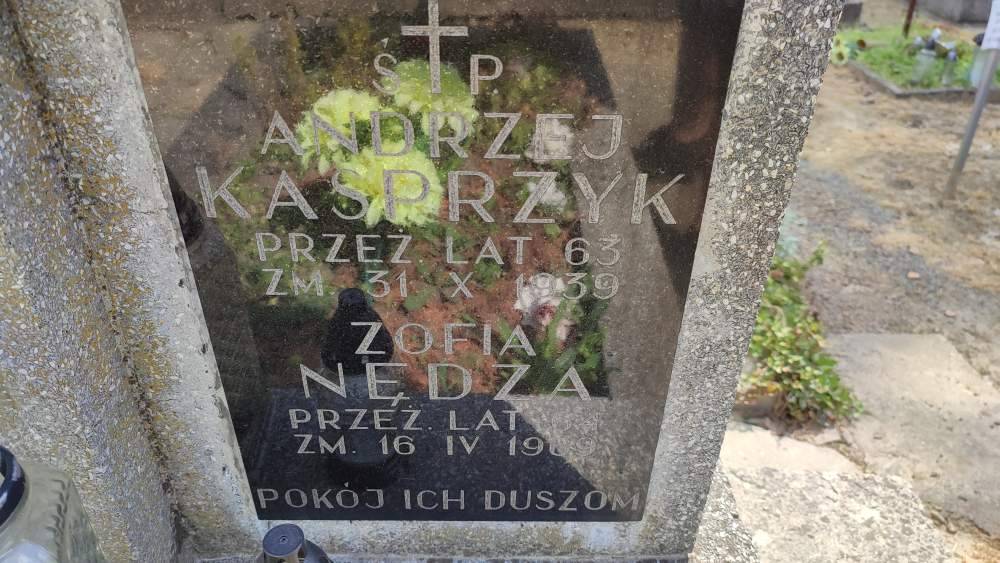 Ś P
ANDRZEJ
KASPRZYK
PRZEŻ LAT 63
ZM. 31 X 1939
ZOFIA
NĘDZA
PRZEŻ. LAT
ZM. 16 IV
POKÓJ ICH DUSZOM